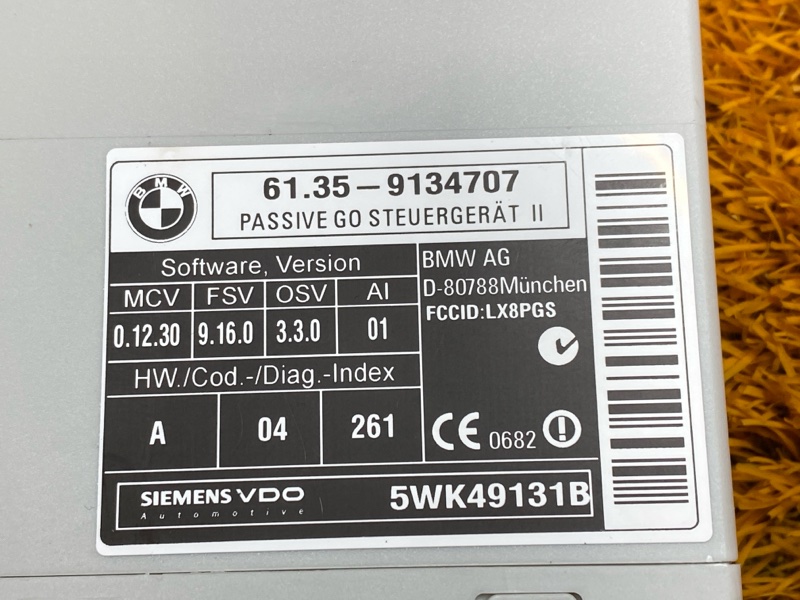 BMW
61.35-9134707
PASSIVE GO STEUERGERÄT II
Software, Version
MCV FSV OSV AI
0.12.30 9.16.0 3.3.0 01
HW./Cod.-/Diag.-Index
A 04 261
BMW AG
D-80788München
FCCID:LX8PGS
CE 0682
SIEMENS VDO
Automotive
5WK49131B